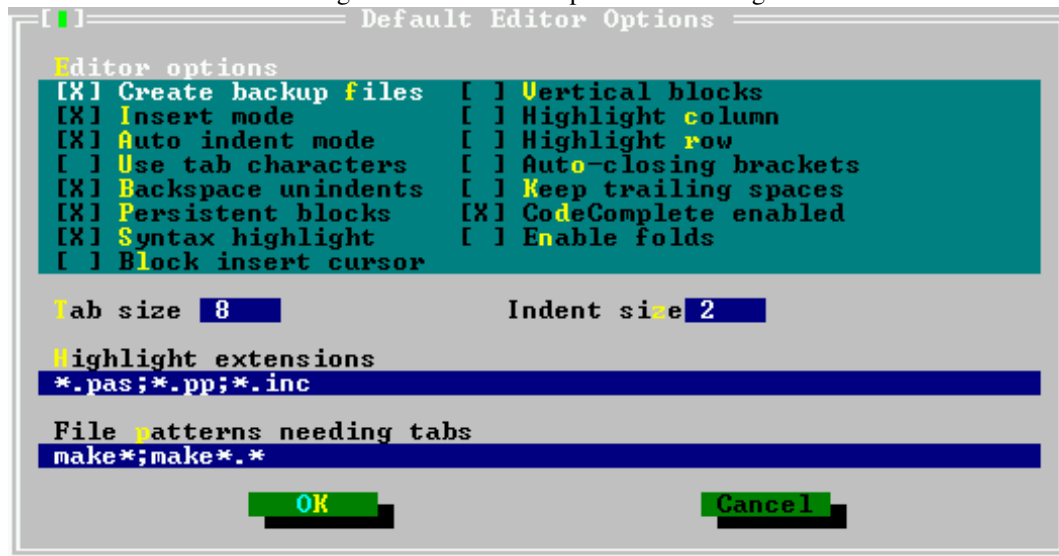 [ ] Default Editor Options
Editor options
[X] Create backup files [ ] Vertical blocks
[X] Insert mode [ ] Highlight column
[X] Auto indent mode [ ] Highlight row
[ ] Use tab characters [ ] Auto-closing brackets
[X] Backspace unindents [ ] Keep trailing spaces
[X] Persistent blocks [X] CodeComplete enabled
[X] Syntax highlight [ ] Enable folds
[ ] Block insert cursor
Tab size 8 Indent size 2
Highlight extensions
*.pas;*.pp;*.inc
File patterns needing tabs
make*;make*.*
OK Cancel